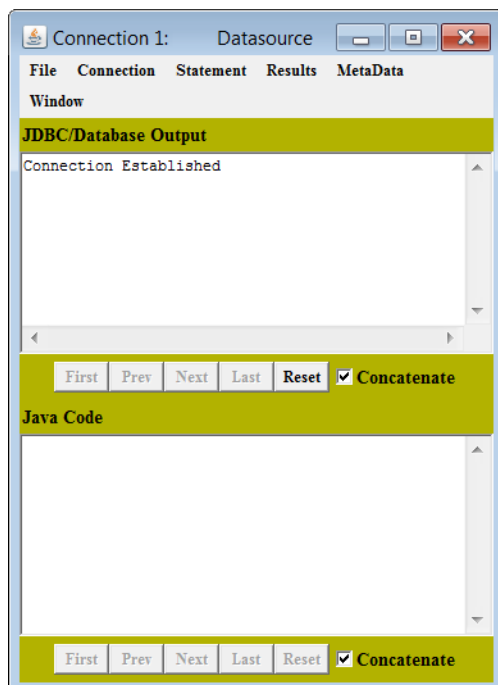 Connection 1: Datasource
File Connection Statement Results MetaData
Window
JDBC/Database Output
Connection Established
First Prev Next Last Reset Concatenate
Java Code
First Prev Next Last Reset Concatenate